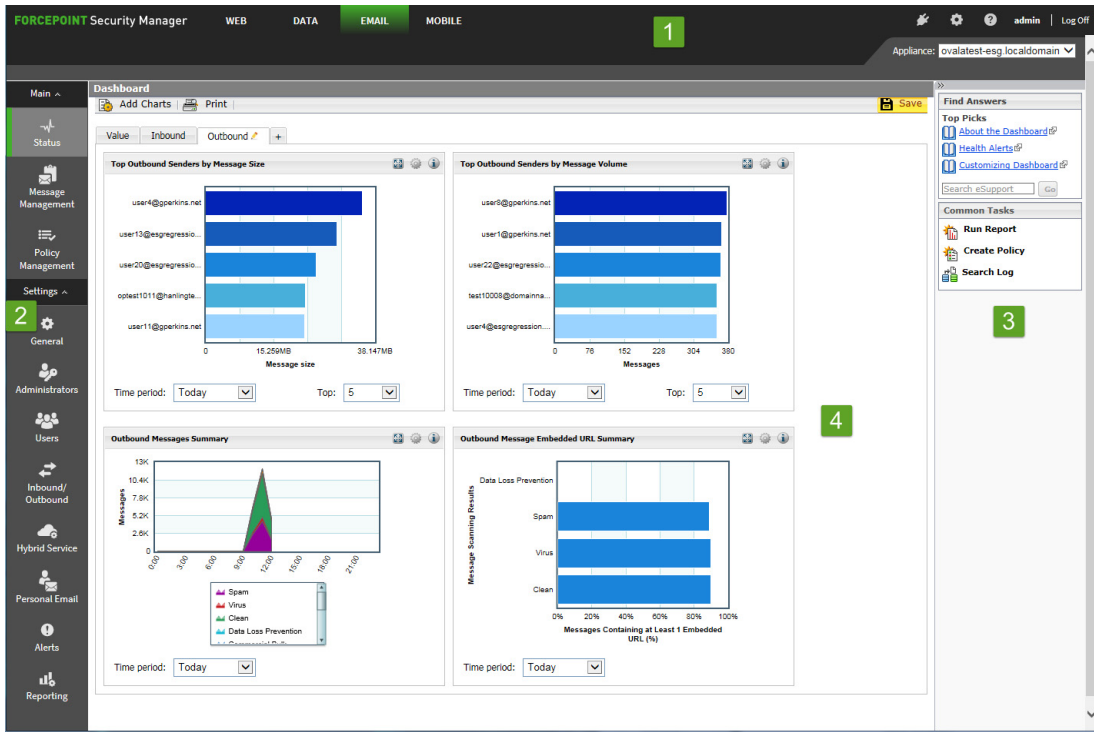 FORCEPOINT Security Manager WEB DATA EMAIL MOBILE 1 admin | Log Off
Appliance: ovalatest-esg.localdomain
Main
Status
Message Management
Policy Management
Settings
2
General
Administrators
Users
Inbound/ Outbound
Hybrid Service
Personal Email
Alerts
Reporting
Dashboard
Add Charts | Print | Save
Value Inbound Outbound +
Top Outbound Senders by Message Size
user4@gperkins.net
user13@esgregressio...
user20@esgregressio...
optest1011@hanlingte...
user11@gperkins.net
0 15.259MB 38.147MB
Message size
Time period: Today Top: 5
Top Outbound Senders by Message Volume
user8@gperkins.net
user1@gperkins.net
user22@esgregressio...
test10008@domainna...
user4@esgregression....
0 76 152 228 304 380
Messages
Time period: Today Top: 5
Outbound Messages Summary
Messages
13K
10.4K
7.8K
5.2K
2.6K
0
0:00 3:00 6:00 9:00 12:00 15:00 18:00 21:00
Spam
Virus
Clean
Data Loss Prevention
Time period: Today
Outbound Message Embedded URL Summary
Message Scanning Results
Data Loss Prevention
Spam
Virus
Clean
0% 20% 40% 60% 80% 100%
Messages Containing at Least 1 Embedded
URL (%)
Time period: Today
4
Find Answers
Top Picks
About the Dashboard
Health Alerts
Customizing Dashboard
Search eSupport Go
Common Tasks
Run Report
Create Policy
Search Log
3